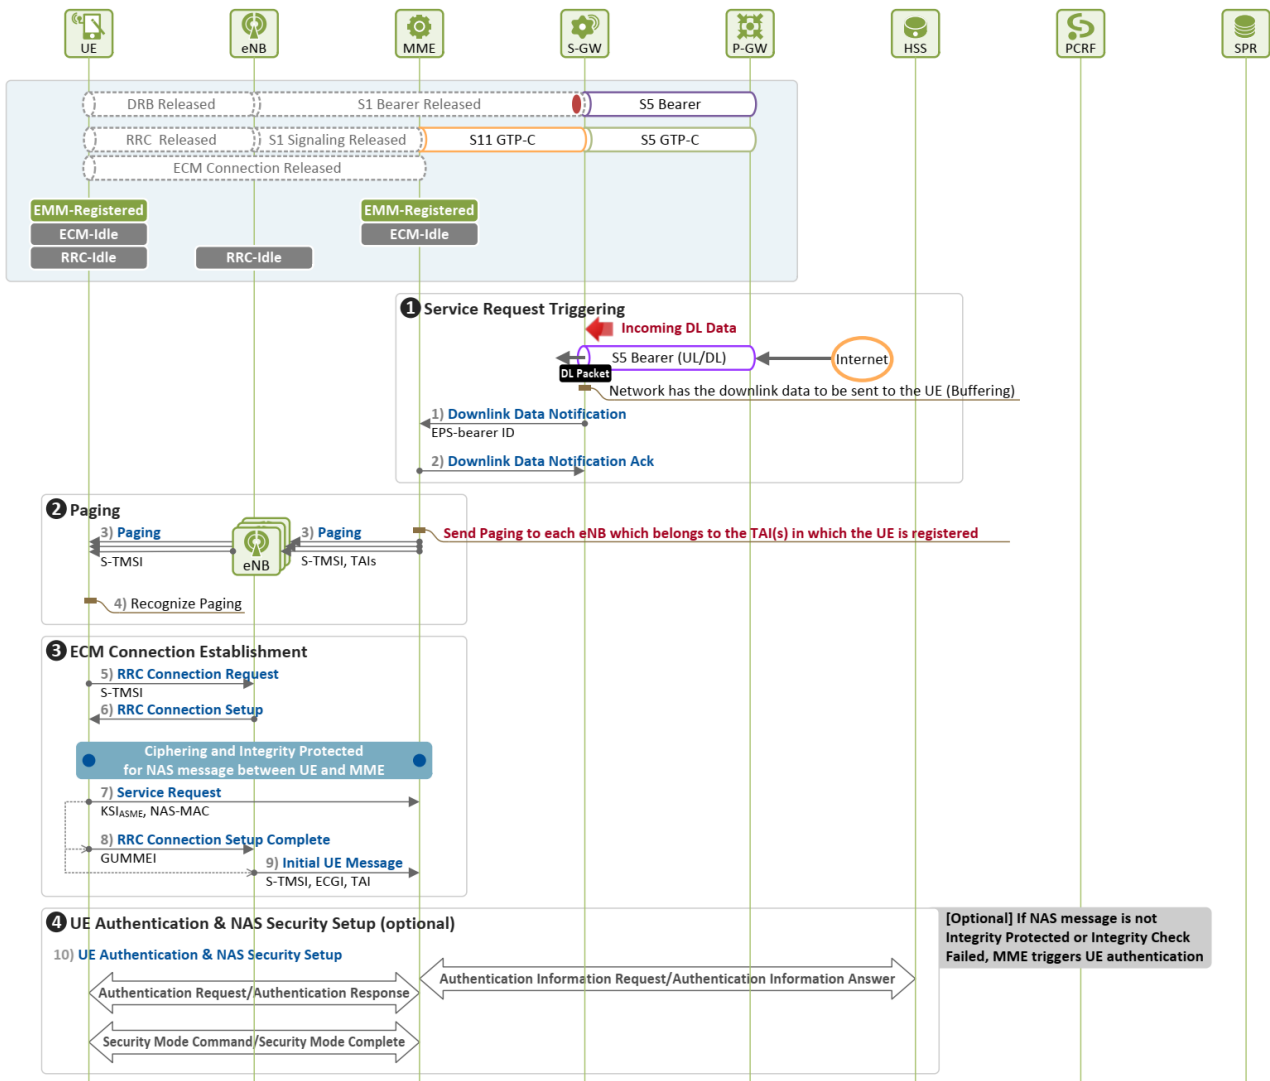 UE
eNB
MME
S-GW
P-GW
HSS
PCRF
SPR
DRB Released
S1 Bearer Released
S5 Bearer
RRC Released
S1 Signaling Released
S11 GTP-C
S5 GTP-C
ECM Connection Released
EMM-Registered
EMM-Registered
ECM-Idle
ECM-Idle
RRC-Idle
RRC-Idle
1 Service Request Triggering
Incoming DL Data
S5 Bearer (UL/DL)
Internet
DL Packet
Network has the downlink data to be sent to the UE (Buffering)
1) Downlink Data Notification
EPS-bearer ID
2) Downlink Data Notification Ack
2 Paging
3) Paging
3) Paging
Send Paging to each eNB which belongs to the TAI(s) in which the UE is registered
S-TMSI
eNB
S-TMSI, TAIs
4) Recognize Paging
3 ECM Connection Establishment
5) RRC Connection Request
S-TMSI
6) RRC Connection Setup
Ciphering and Integrity Protected
for NAS message between UE and MME
7) Service Request
KSIASME, NAS-MAC
8) RRC Connection Setup Complete
GUMMEI
9) Initial UE Message
S-TMSI, ECGI, TAI
4 UE Authentication & NAS Security Setup (optional)
[Optional] If NAS message is not
Integrity Protected or Integrity Check
Failed, MME triggers UE authentication
10) UE Authentication & NAS Security Setup
Authentication Information Request/Authentication Information Answer
Authentication Request/Authentication Response
Security Mode Command/Security Mode Complete